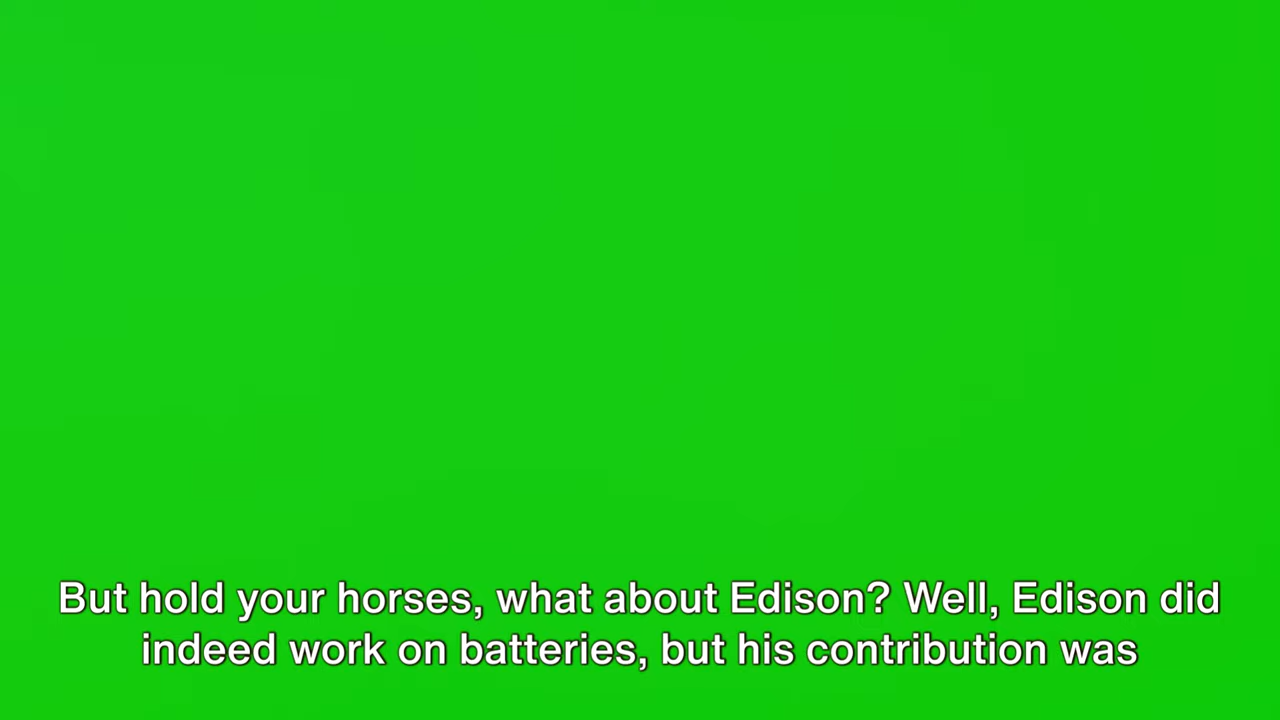 But hold your horses, what about Edison? Well, Edison did
indeed work on batteries, but his contribution was